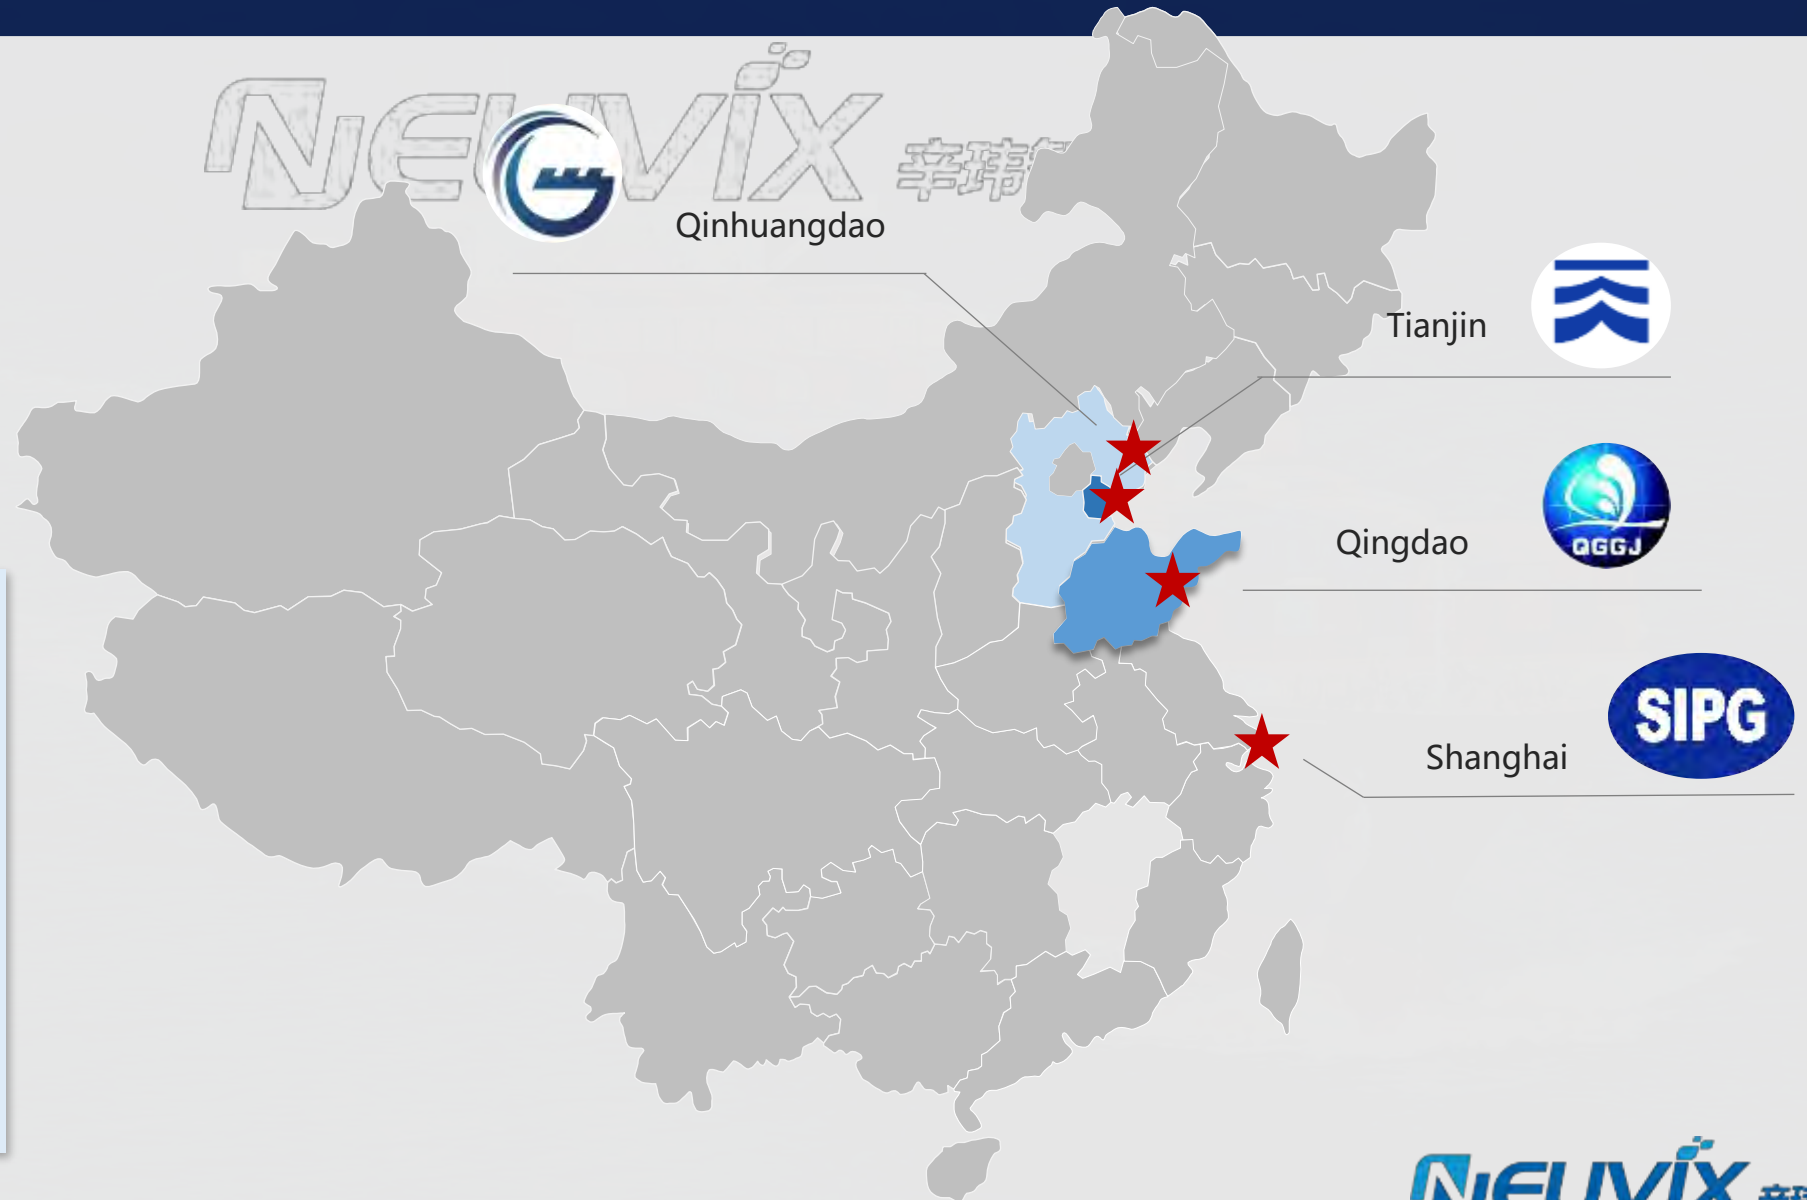 NEUVIX 辛玮
Qinhuangdao
Tianjin
QGGJ
Qingdao
SIPG
Shanghai
NEUVIX